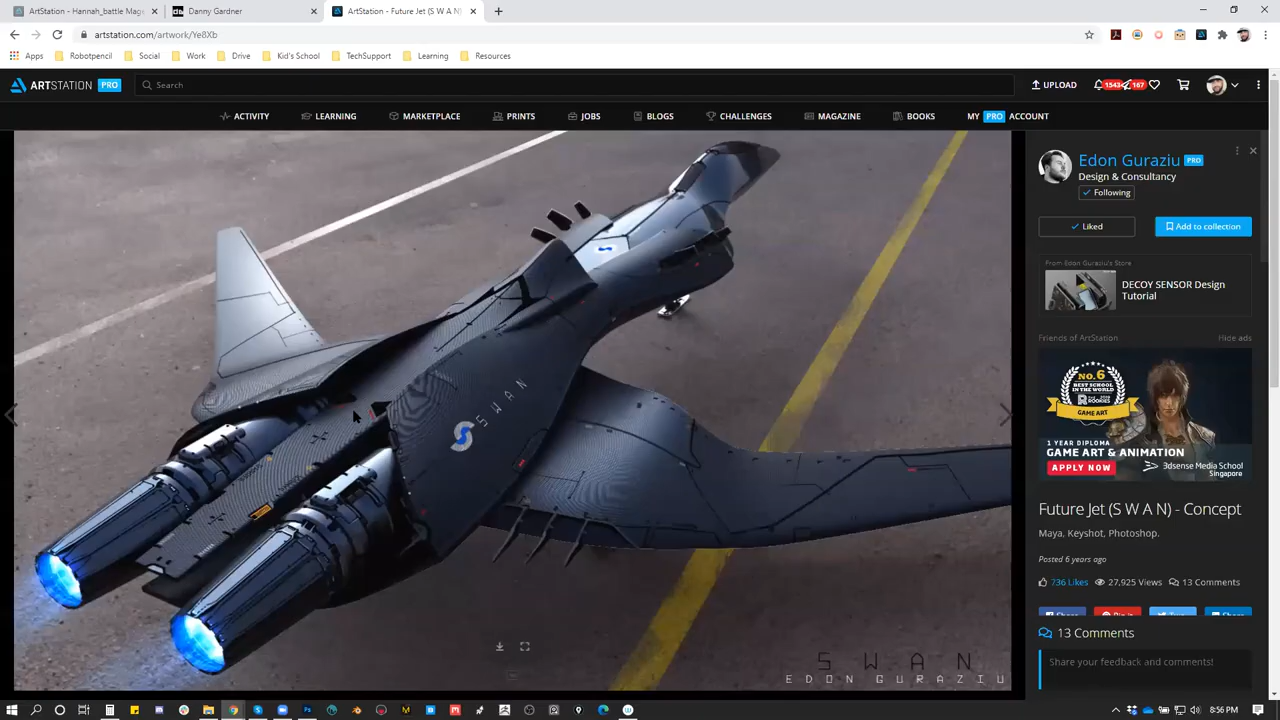 ArtStation - Hannah_battle Mag
Danny Gardner
ArtStation - Future Jet (S W A N)
artstation.com/artwork/Ye8Xb
Apps
Robotpencil
Social
Work
Drive
Kid's School
TechSupport
Learning
Resources
ARTSTATION PRO
Search
UPLOAD
1543
167
ACTIVITY
LEARNING
MARKETPLACE
PRINTS
JOBS
BLOGS
CHALLENGES
MAGAZINE
BOOKS
MY PRO ACCOUNT
SWAN
S W A N
EDON GURAZIU
Edon Guraziu PRO
Design & Consultancy
Following
Liked
Add to collection
From Edon Guraziu's Store
DECOY SENSOR Design
Tutorial
Friends of ArtStation
Hide ads
NO.6
BEST SCHOOL
IN THE WORLD
GAME ART
1 YEAR DIPLOMA
GAME ART & ANIMATION
APPLY NOW
3dsense Media School
Singapore
Future Jet (S W A N) - Concept
Maya, Keyshot, Photoshop.
Posted 6 years ago
736 Likes
27,925 Views
13 Comments
13 Comments
Share your feedback and comments!
8:56 PM